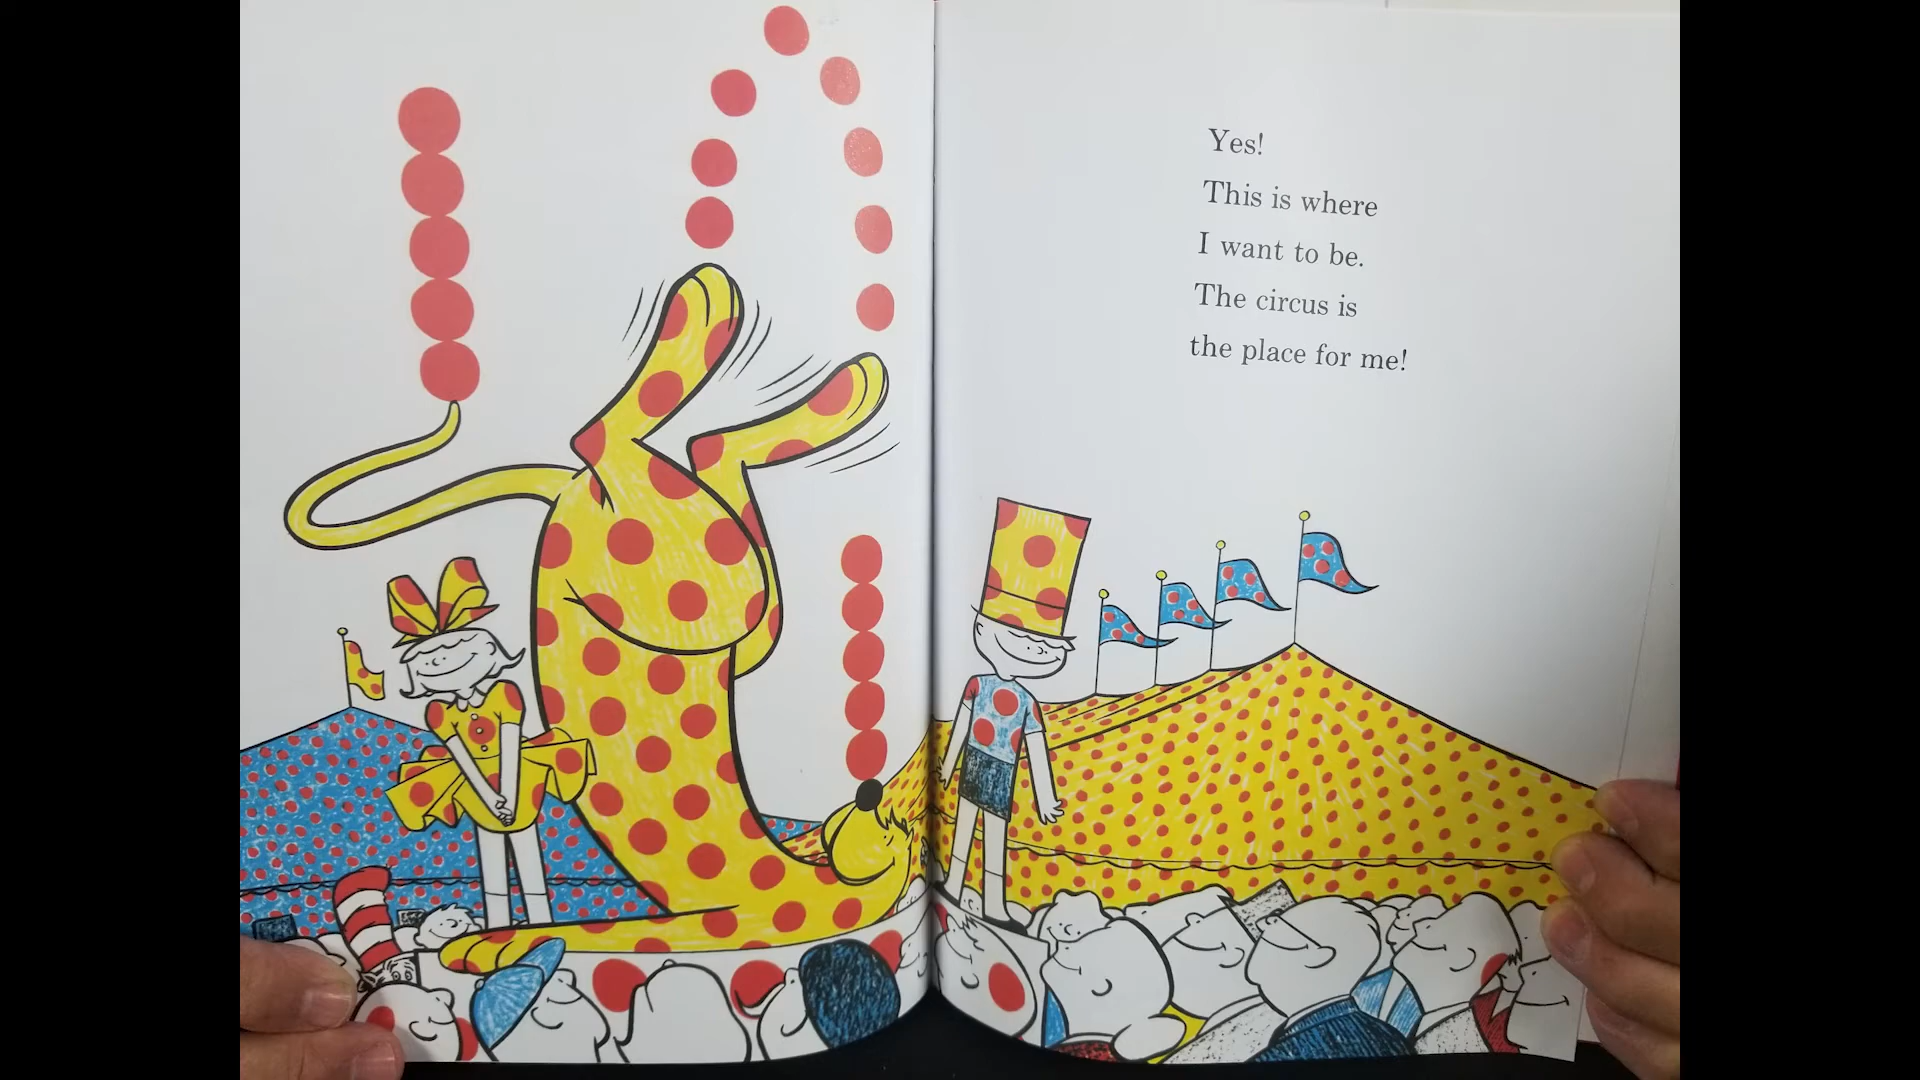 Yes!
This is where
I want to be.
The circus is
the place for me!